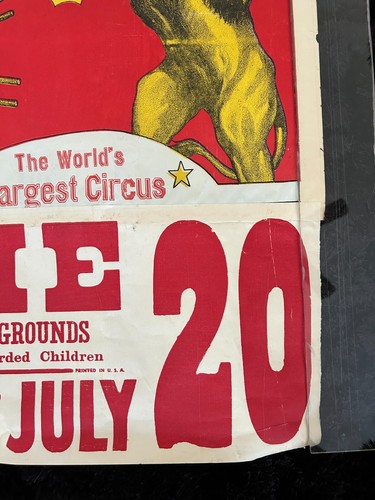 The World's
argest Circus
IE 20
GROUNDS
rded Children
PRINTED IN U. S. A.
JULY